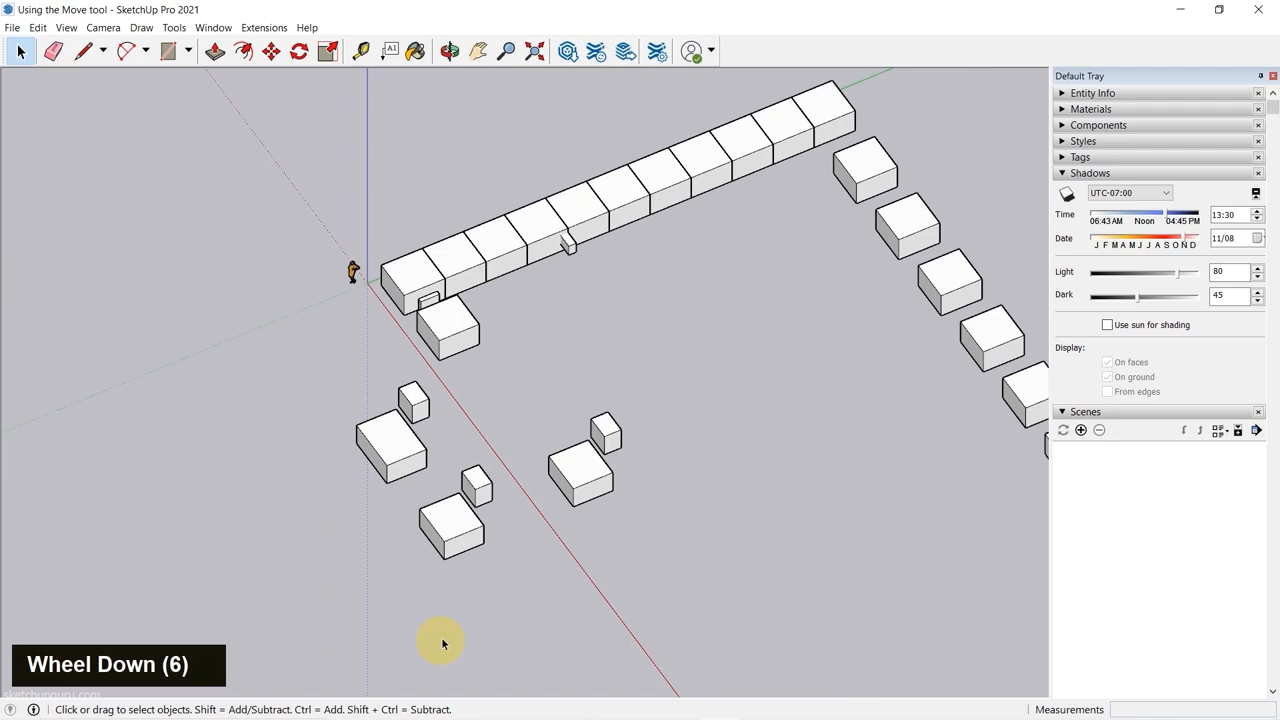 Using the Move tool - SketchUp Pro 2021
File Edit View Camera Draw Tools Window Extensions Help
A1
Default Tray
Entity Info
Materials
Components
Styles
Tags
Shadows
UTC-07:00
Time
06:43 AM Noon 04:45 PM
13:30
Date
J F M A M J J A S O N D
11/08
Light
80
Dark
45
Use sun for shading
Display:
On faces
On ground
From edges
Scenes
Wheel Down (6)
sketchupguru.com
Click or drag to select objects. Shift = Add/Subtract. Ctrl = Add. Shift + Ctrl = Subtract.
Measurements